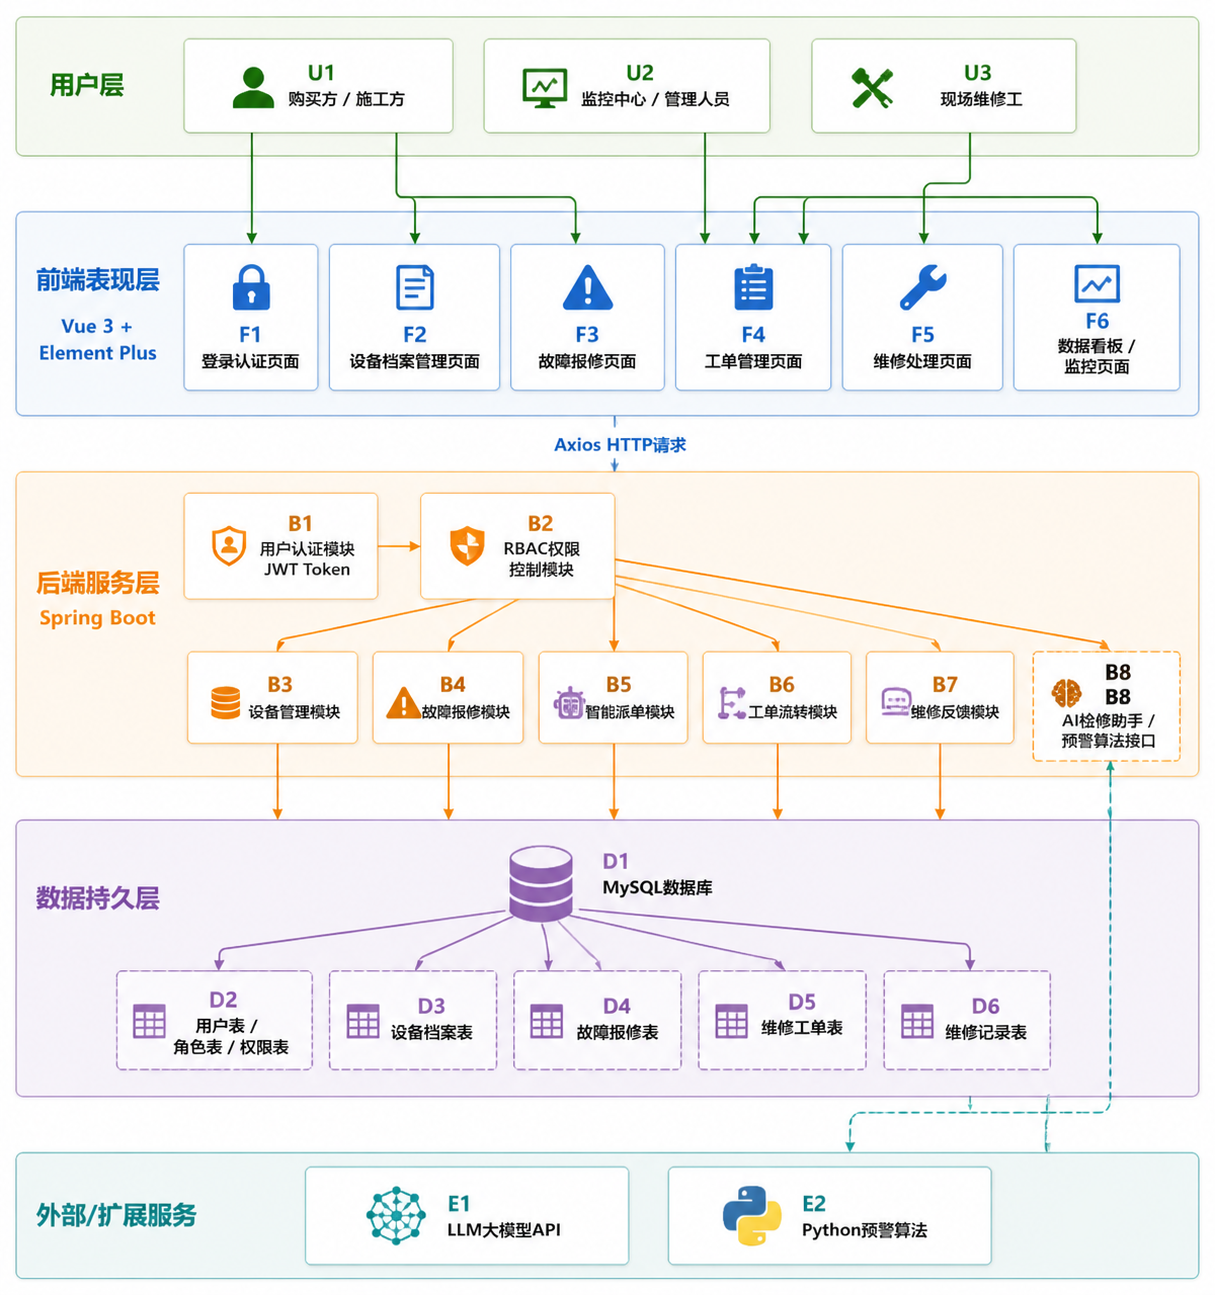 用户层
U1
购买方 / 施工方
U2
监控中心 / 管理人员
U3
现场维修工
前端表现层
Vue 3 +
Element Plus
F1
登录认证页面
F2
设备档案管理页面
F3
故障报修页面
F4
工单管理页面
F5
维修处理页面
F6
数据看板 /
监控页面
Axios HTTP请求
后端服务层
Spring Boot
B1
用户认证模块
JWT Token
B2
RBAC权限
控制模块
B3
设备管理模块
B4
故障报修模块
B5
智能派单模块
B6
工单流转模块
B7
维修反馈模块
B8
B8
AI检修助手 /
预警算法接口
数据持久层
D1
MySQL数据库
D2
用户表 /
角色表 / 权限表
D3
设备档案表
D4
故障报修表
D5
维修工单表
D6
维修记录表
外部/扩展服务
E1
LLM大模型API
E2
Python预警算法